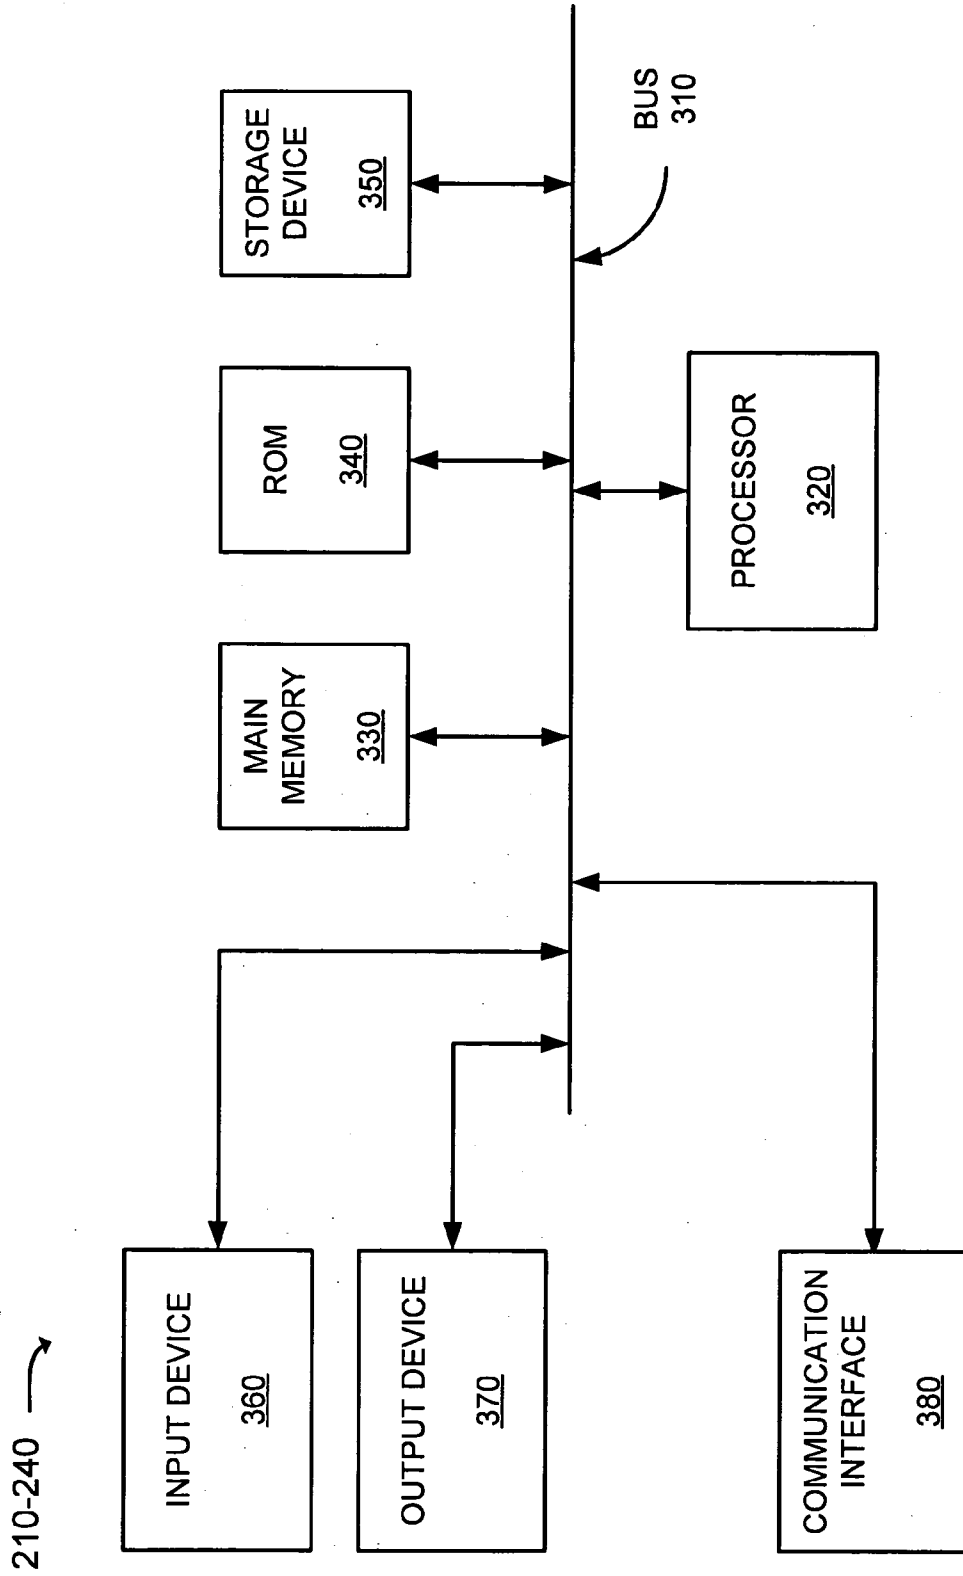 210-240
INPUT DEVICE
360
OUTPUT DEVICE
370
COMMUNICATION
INTERFACE
380
MAIN
MEMORY
330
ROM
340
STORAGE
DEVICE
350
PROCESSOR
320
BUS
310